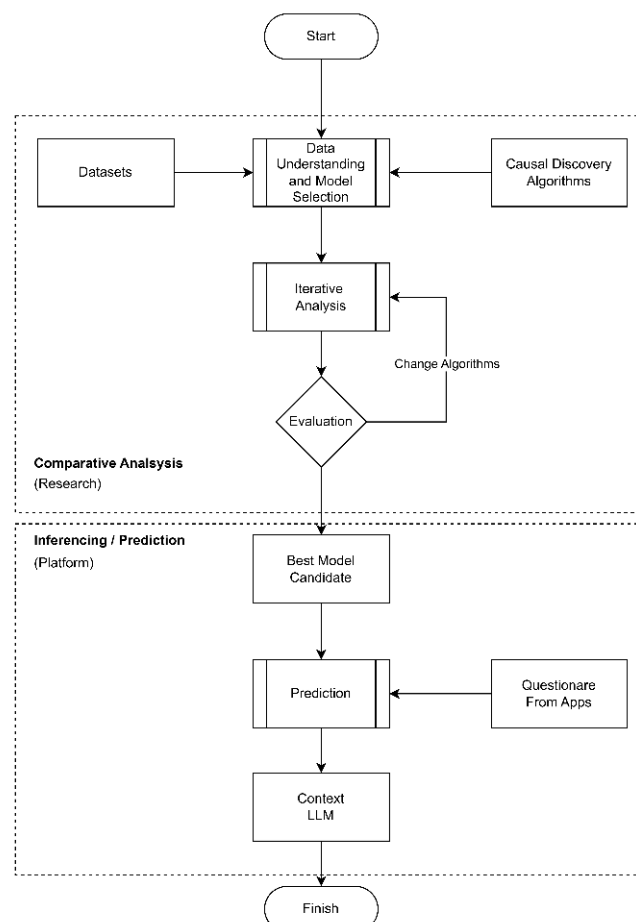 Start
Datasets
Data
Understanding
and Model
Selection
Causal Discovery
Algorithms
Iterative
Analysis
Change Algorithms
Evaluation
Comparative Analsysis
(Research)
Inferencing / Prediction
(Platform)
Best Model
Candidate
Prediction
Questionare
From Apps
Context
LLM
Finish